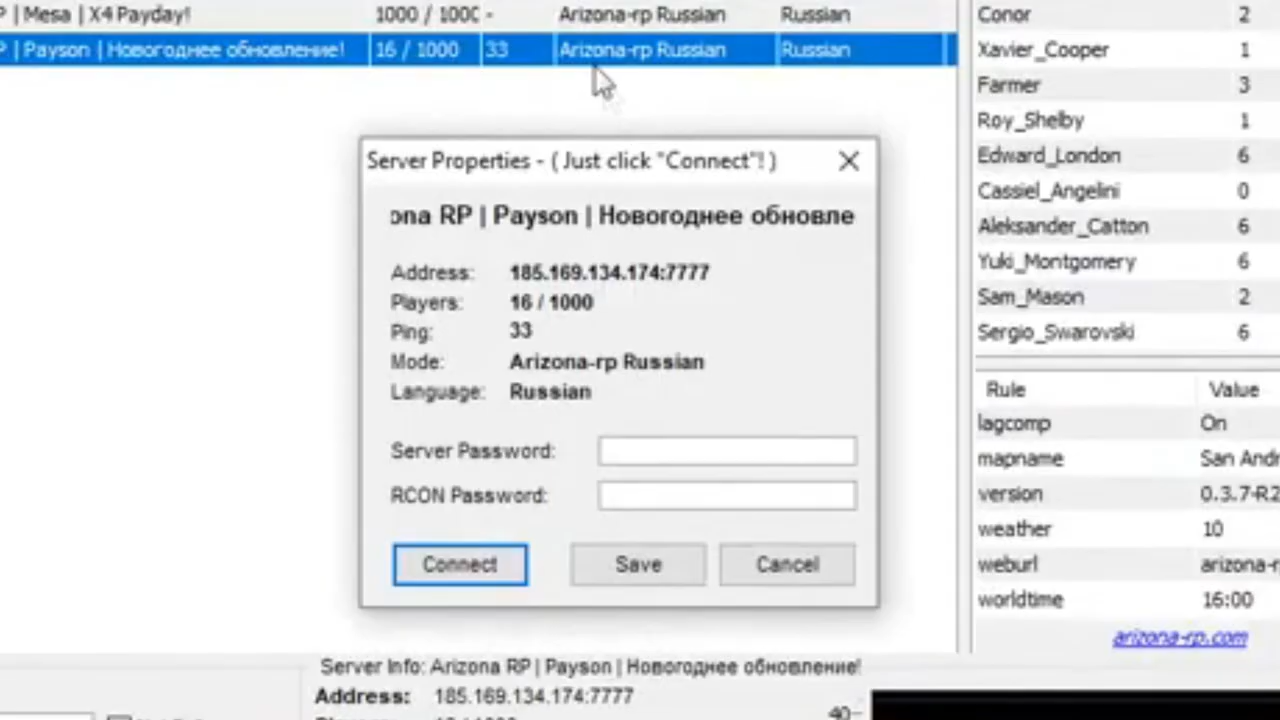 P | Mesa | X4 Payday! 1000 / 1000 - Arizona-rp Russian Russian
P | Payson | Новогоднее обновление! 16 / 1000 33 Arizona-rp Russian Russian
Server Properties - ( Just click "Connect"! )
ona RP | Payson | Новогоднее обновле
Address: 185.169.134.174:7777
Players: 16 / 1000
Ping: 33
Mode: Arizona-rp Russian
Language: Russian
Server Password:
RCON Password:
Connect Save Cancel
Conor 2
Xavier_Cooper 1
Farmer 3
Roy_Shelby 1
Edward_London 6
Cassiel_Angelini 0
Aleksander_Catton 6
Yuki_Montgomery 6
Sam_Mason 2
Sergio_Swarovski 6
Rule Value
lagcomp On
mapname San Andr
version 0.3.7-R2
weather 10
weburl arizona-r
worldtime 16:00
arizona-rp.com
Server Info: Arizona RP | Payson | Новогоднее обновление!
Address: 185.169.134.174:7777
40